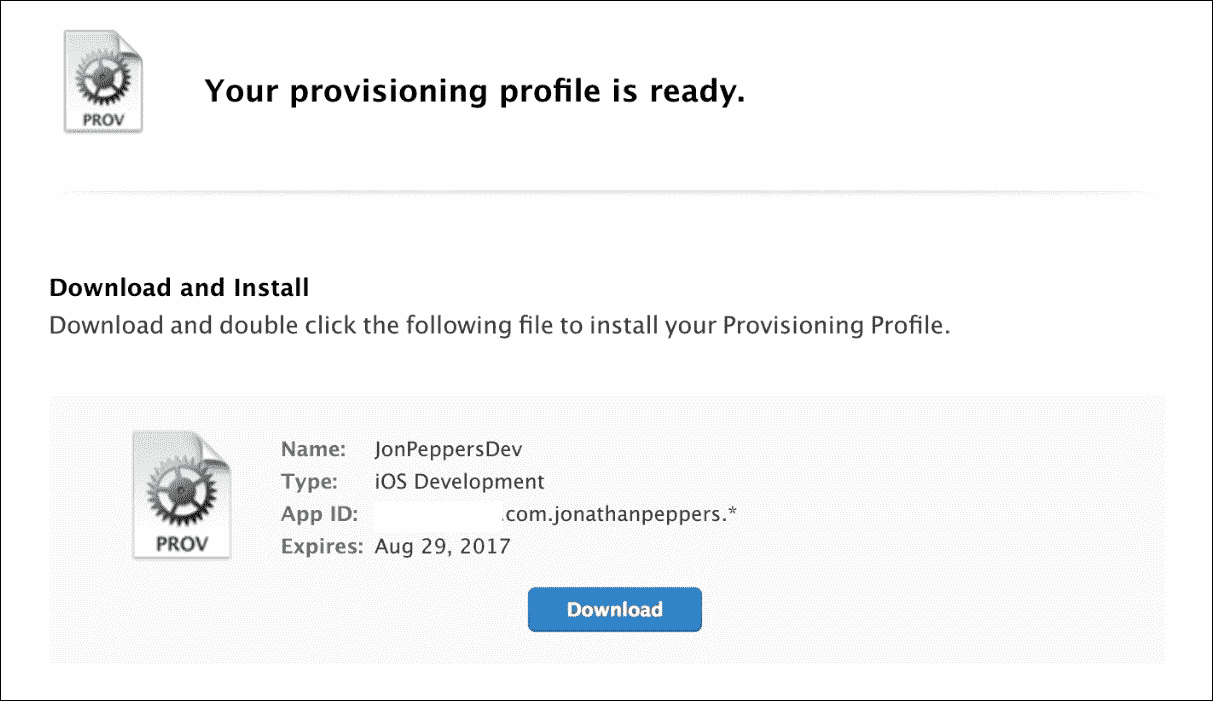 PROV
Your provisioning profile is ready.
Download and Install
Download and double click the following file to install your Provisioning Profile.
PROV
Name: JonPeppersDev
Type: iOS Development
App ID: .com.jonathanpeppers.*
Expires: Aug 29, 2017
Download